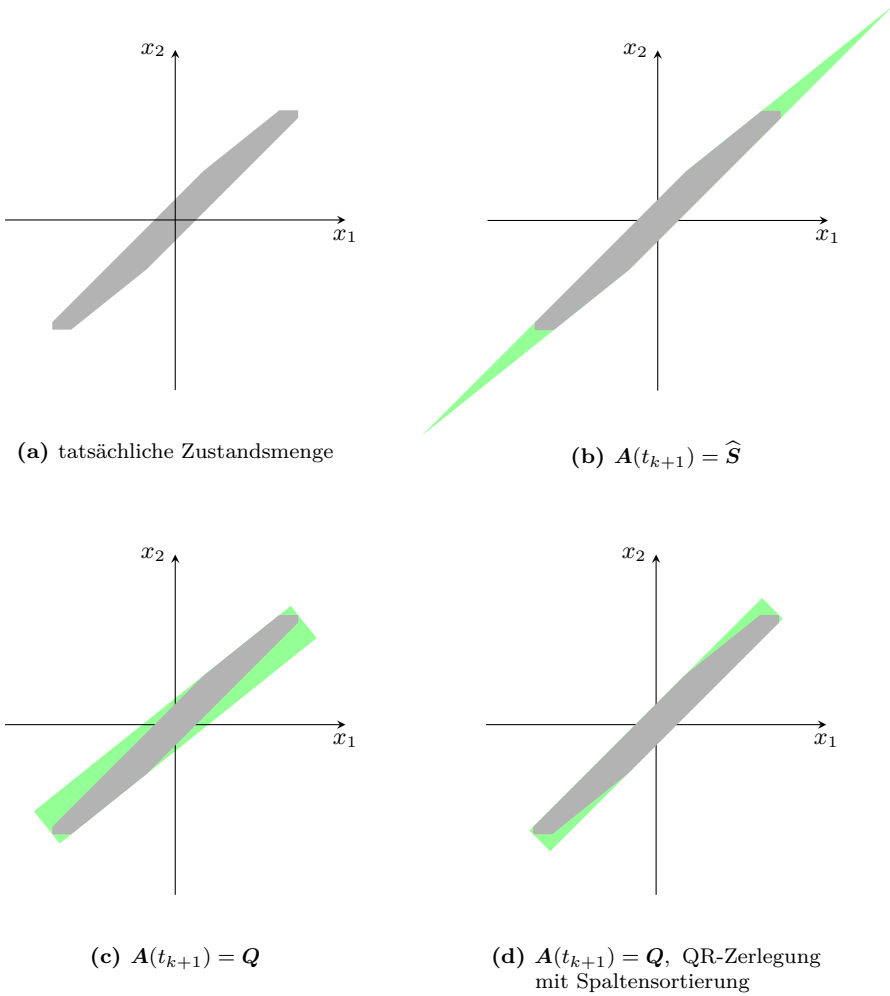 x₂
x₁
(a) tatsächliche Zustandsmenge
x₂
x₁
(b) A(tₖ₊₁) = Ŝ
x₂
x₁
(c) A(tₖ₊₁) = Q
x₂
x₁
(d) A(tₖ₊₁) = Q, QR-Zerlegung
mit Spaltensortierung